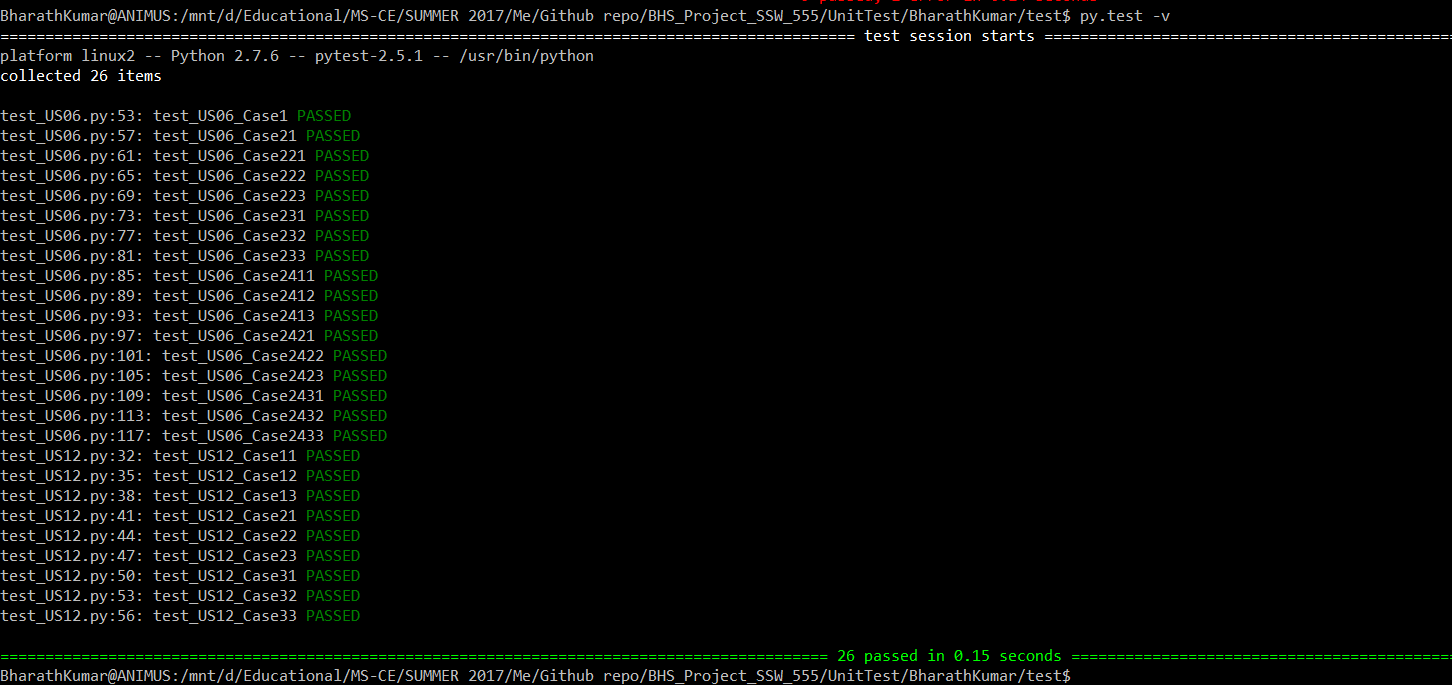 BharathKumar@ANIMUS:/mnt/d/Educational/MS-CE/SUMMER 2017/Me/Github repo/BHS_Project_SSW_555/UnitTest/BharathKumar/test$ py.test -v
=============================================================================================== test session starts ==============================================
platform linux2 -- Python 2.7.6 -- pytest-2.5.1 -- /usr/bin/python
collected 26 items
test_US06.py:53: test_US06_Case1 PASSED
test_US06.py:57: test_US06_Case21 PASSED
test_US06.py:61: test_US06_Case221 PASSED
test_US06.py:65: test_US06_Case222 PASSED
test_US06.py:69: test_US06_Case223 PASSED
test_US06.py:73: test_US06_Case231 PASSED
test_US06.py:77: test_US06_Case232 PASSED
test_US06.py:81: test_US06_Case233 PASSED
test_US06.py:85: test_US06_Case2411 PASSED
test_US06.py:89: test_US06_Case2412 PASSED
test_US06.py:93: test_US06_Case2413 PASSED
test_US06.py:97: test_US06_Case2421 PASSED
test_US06.py:101: test_US06_Case2422 PASSED
test_US06.py:105: test_US06_Case2423 PASSED
test_US06.py:109: test_US06_Case2431 PASSED
test_US06.py:113: test_US06_Case2432 PASSED
test_US06.py:117: test_US06_Case2433 PASSED
test_US12.py:32: test_US12_Case11 PASSED
test_US12.py:35: test_US12_Case12 PASSED
test_US12.py:38: test_US12_Case13 PASSED
test_US12.py:41: test_US12_Case21 PASSED
test_US12.py:44: test_US12_Case22 PASSED
test_US12.py:47: test_US12_Case23 PASSED
test_US12.py:50: test_US12_Case31 PASSED
test_US12.py:53: test_US12_Case32 PASSED
test_US12.py:56: test_US12_Case33 PASSED
============================================================================================ 26 passed in 0.15 seconds ===========================================
BharathKumar@ANIMUS:/mnt/d/Educational/MS-CE/SUMMER 2017/Me/Github repo/BHS_Project_SSW_555/UnitTest/BharathKumar/test$